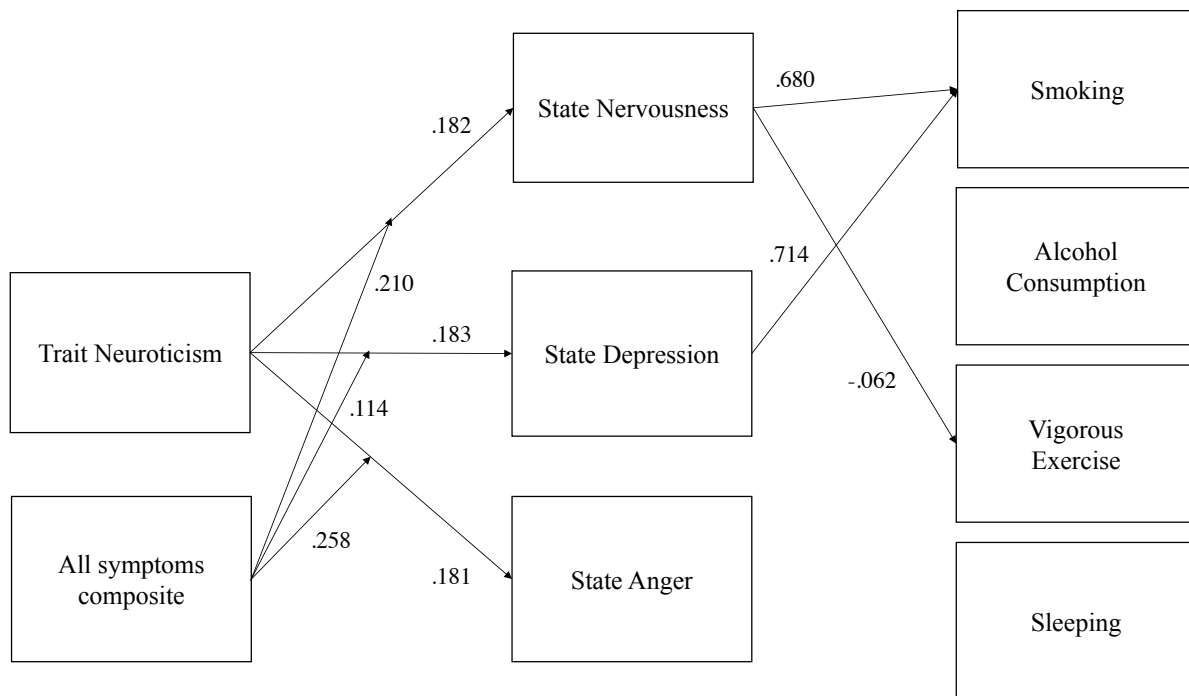 State Nervousness
Smoking
.680
.182
Alcohol
Consumption
.714
.210
Trait Neuroticism
.183
State Depression
-.062
.114
Vigorous
Exercise
All symptoms
composite
.258
.181
State Anger
Sleeping